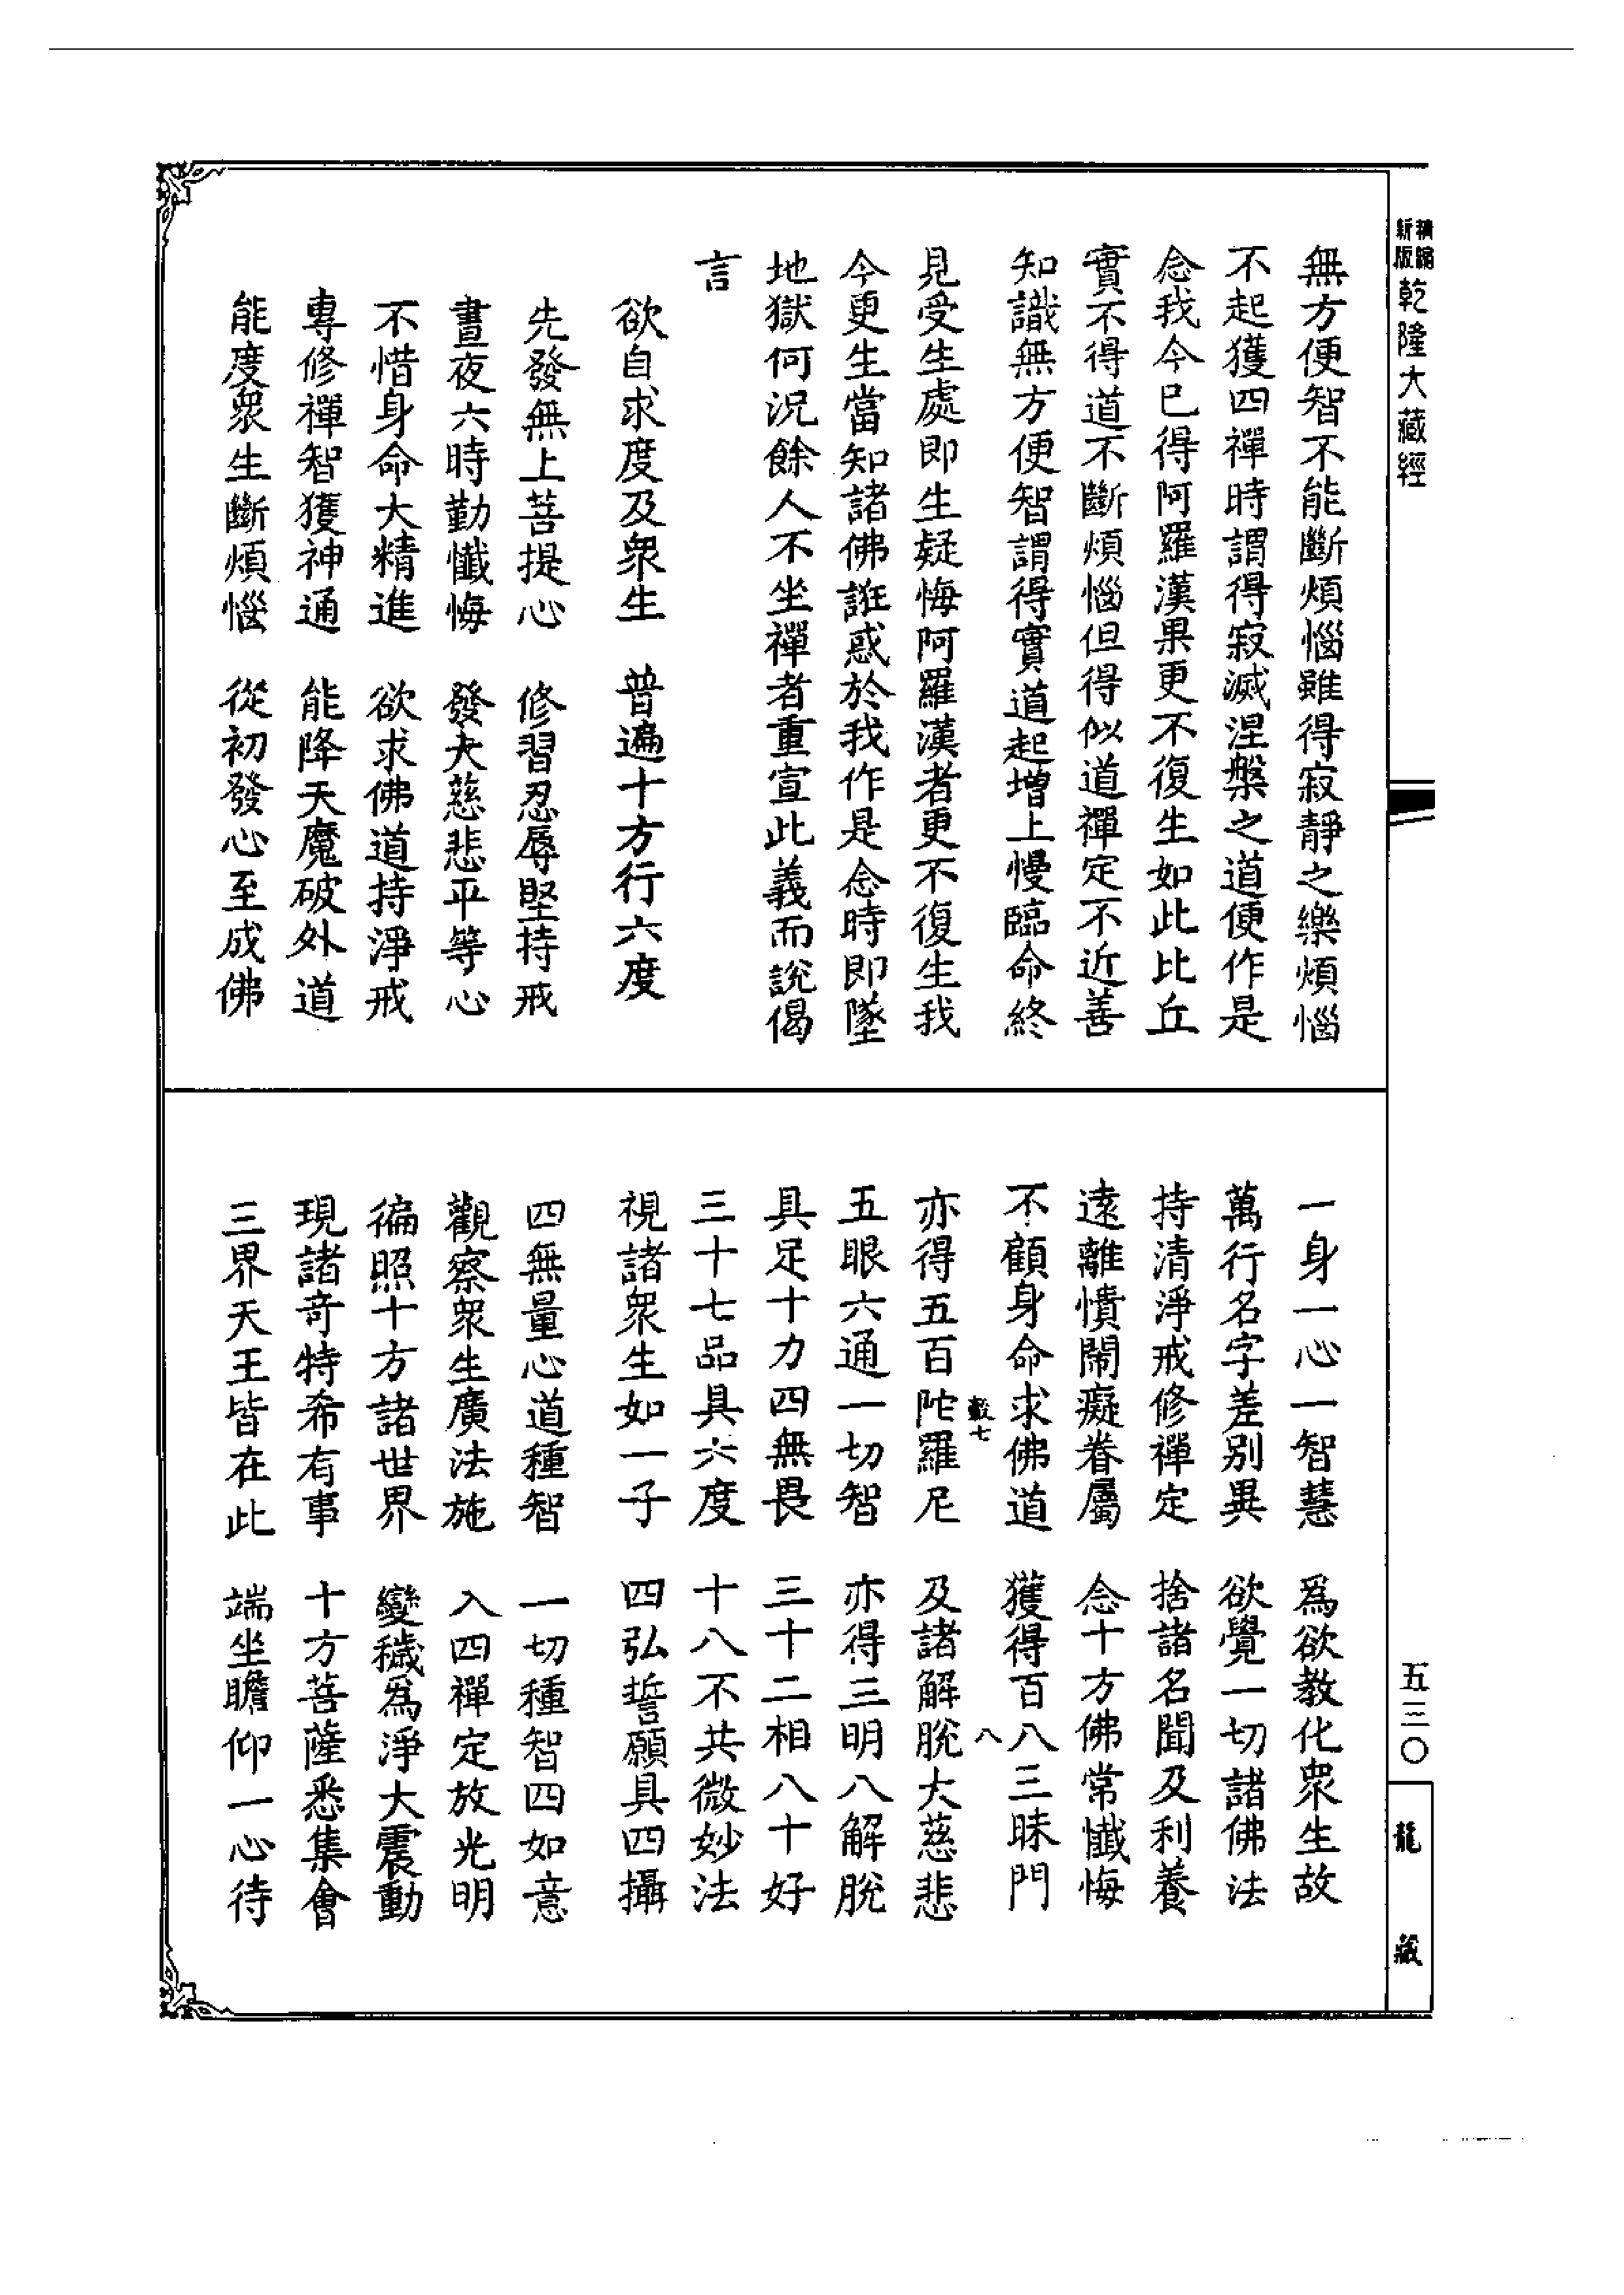 新編
新版
乾隆大藏經
無方便智不能斷煩惱雖得寂靜之樂煩惱
不起獲四禪時謂得寂滅涅槃之道便作是
念我今已得阿羅漢果更不復生如此比丘
實不得道不斷煩惱但得似道禪定不近善
知識無方便智謂得實道起增上慢臨命終
見受生處即生疑悔阿羅漢者更不復生我
今更生當知諸佛誑惑於我作是念時即墜
地獄何況餘人不坐禪者重宣此義而說偈
言
欲自求度及眾生　普遍十方行六度
先發無上菩提心　修習忍辱堅持戒
晝夜六時勤懺悔　發大慈悲平等心
不惜身命大精進　欲求佛道持淨戒
專修禪智獲神通　能降天魔破外道
能度眾生斷煩惱　從初發心至成佛
一身一心一智慧　爲欲教化眾生故
萬行名字差別異　欲覺一切諸佛法
持清淨戒修禪定　捨諸名聞及利養
遠離憒鬧癡眷屬　念十方佛常懺悔
不顧身命求佛道　獲得百八三昧門
七　八
亦得五百陀羅尼　及諸解脫大慈悲
五眼六通一切智　亦得三明八解脫
具足十力四無畏　三十二相八十好
三十七品具六度　十八不共微妙法
視諸眾生如一子　四弘誓願具四攝
四無量心道種智　一切種智四如意
觀察眾生廣法施　入四禪定放光明
徧照十方諸世界　變穢爲淨大震動
現諸奇特希有事　十方菩薩悉集會
三界天王皆在此　端坐瞻仰一心待
五三〇
龍藏